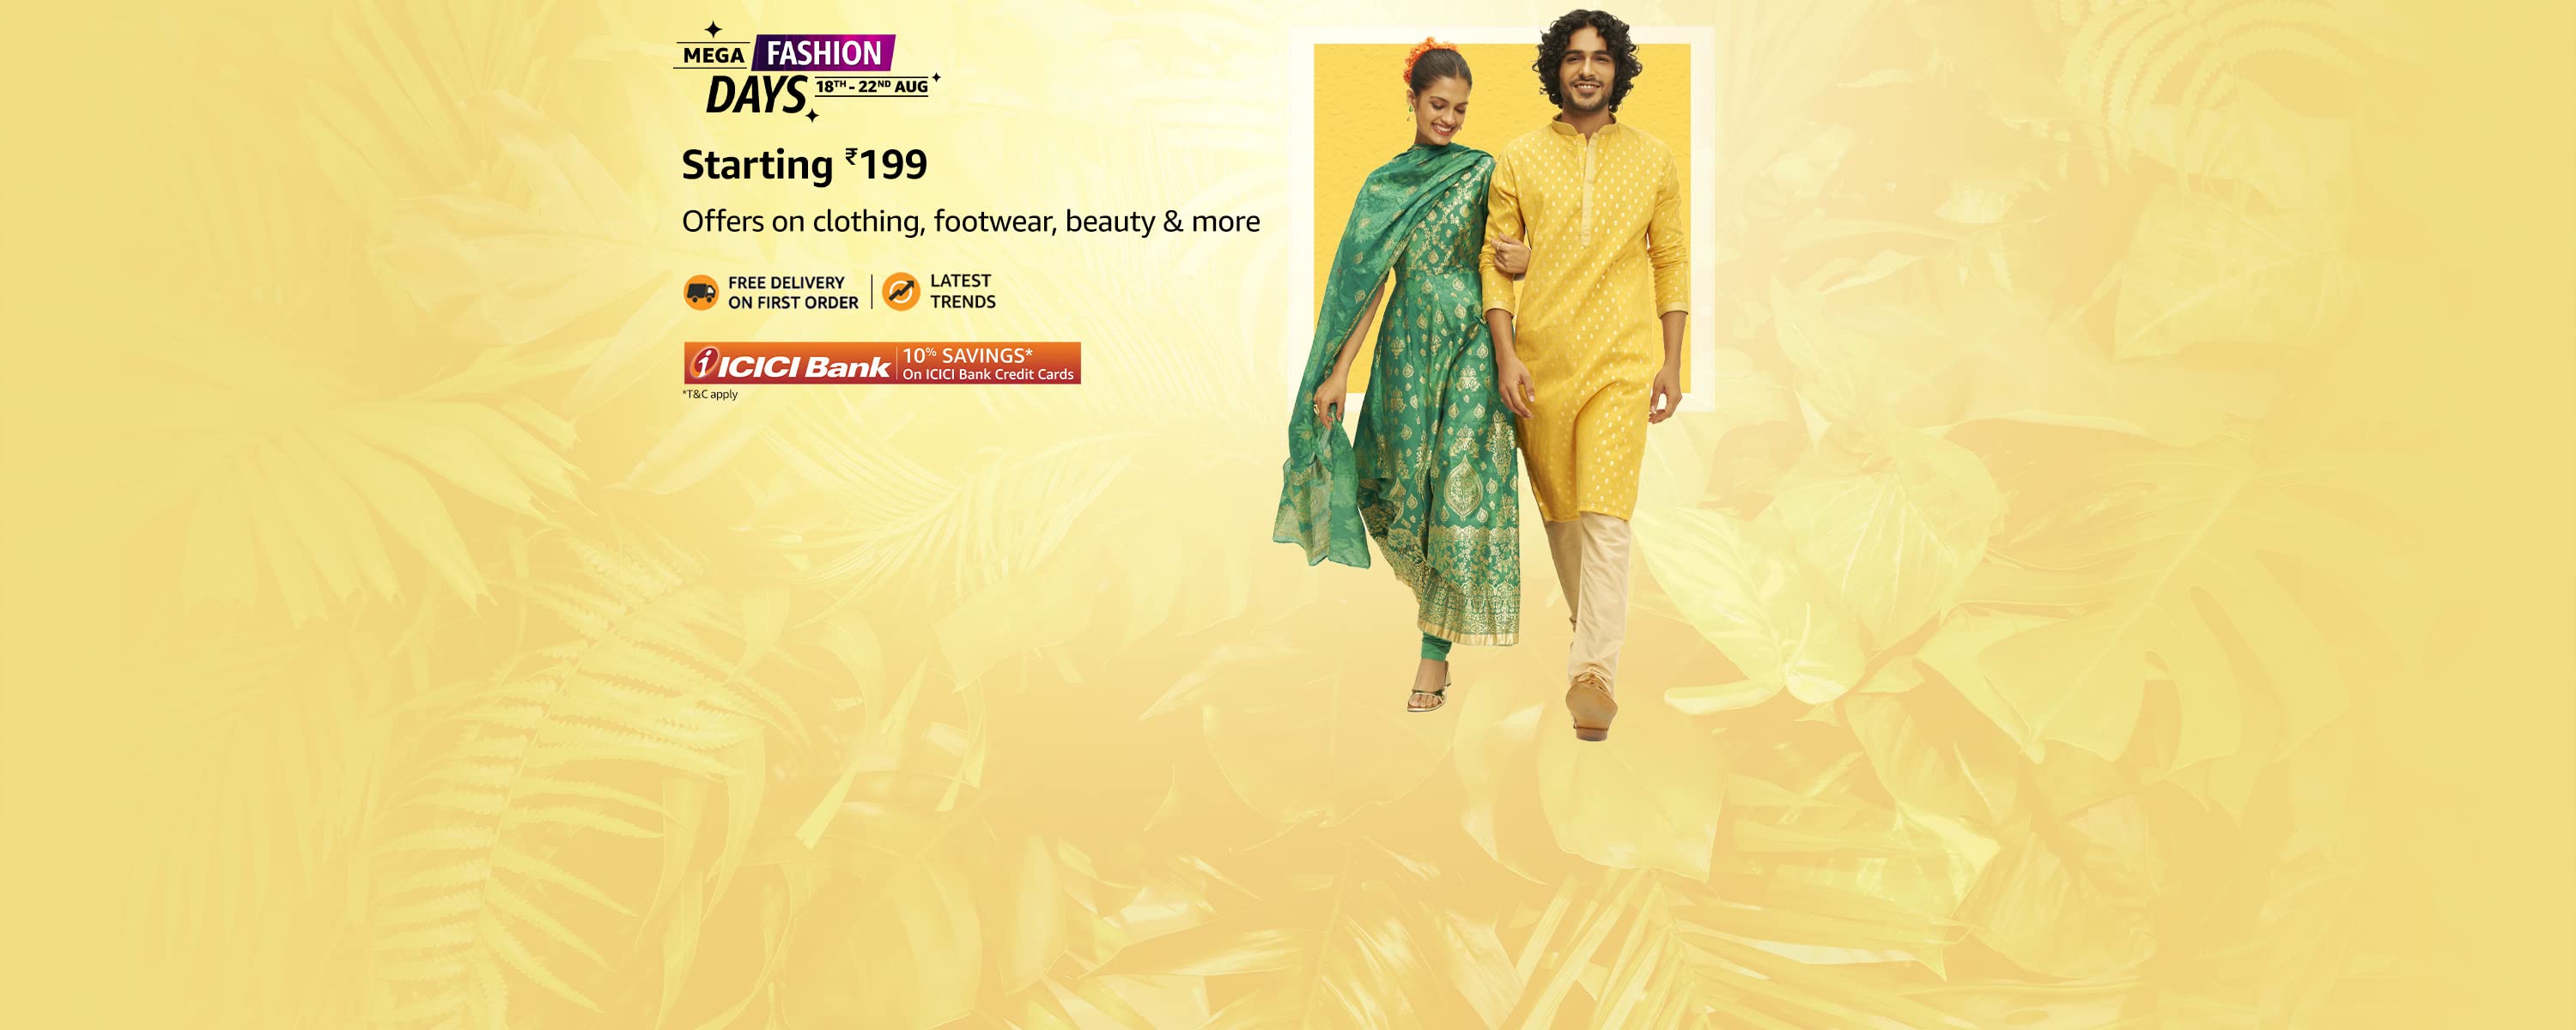 MEGA FASHION
DAYS 18TH - 22ND AUG
Starting ₹199
Offers on clothing, footwear, beauty & more
FREE DELIVERY
ON FIRST ORDER
LATEST
TRENDS
ICICI Bank
10% SAVINGS*
On ICICI Bank Credit Cards
*T&C apply